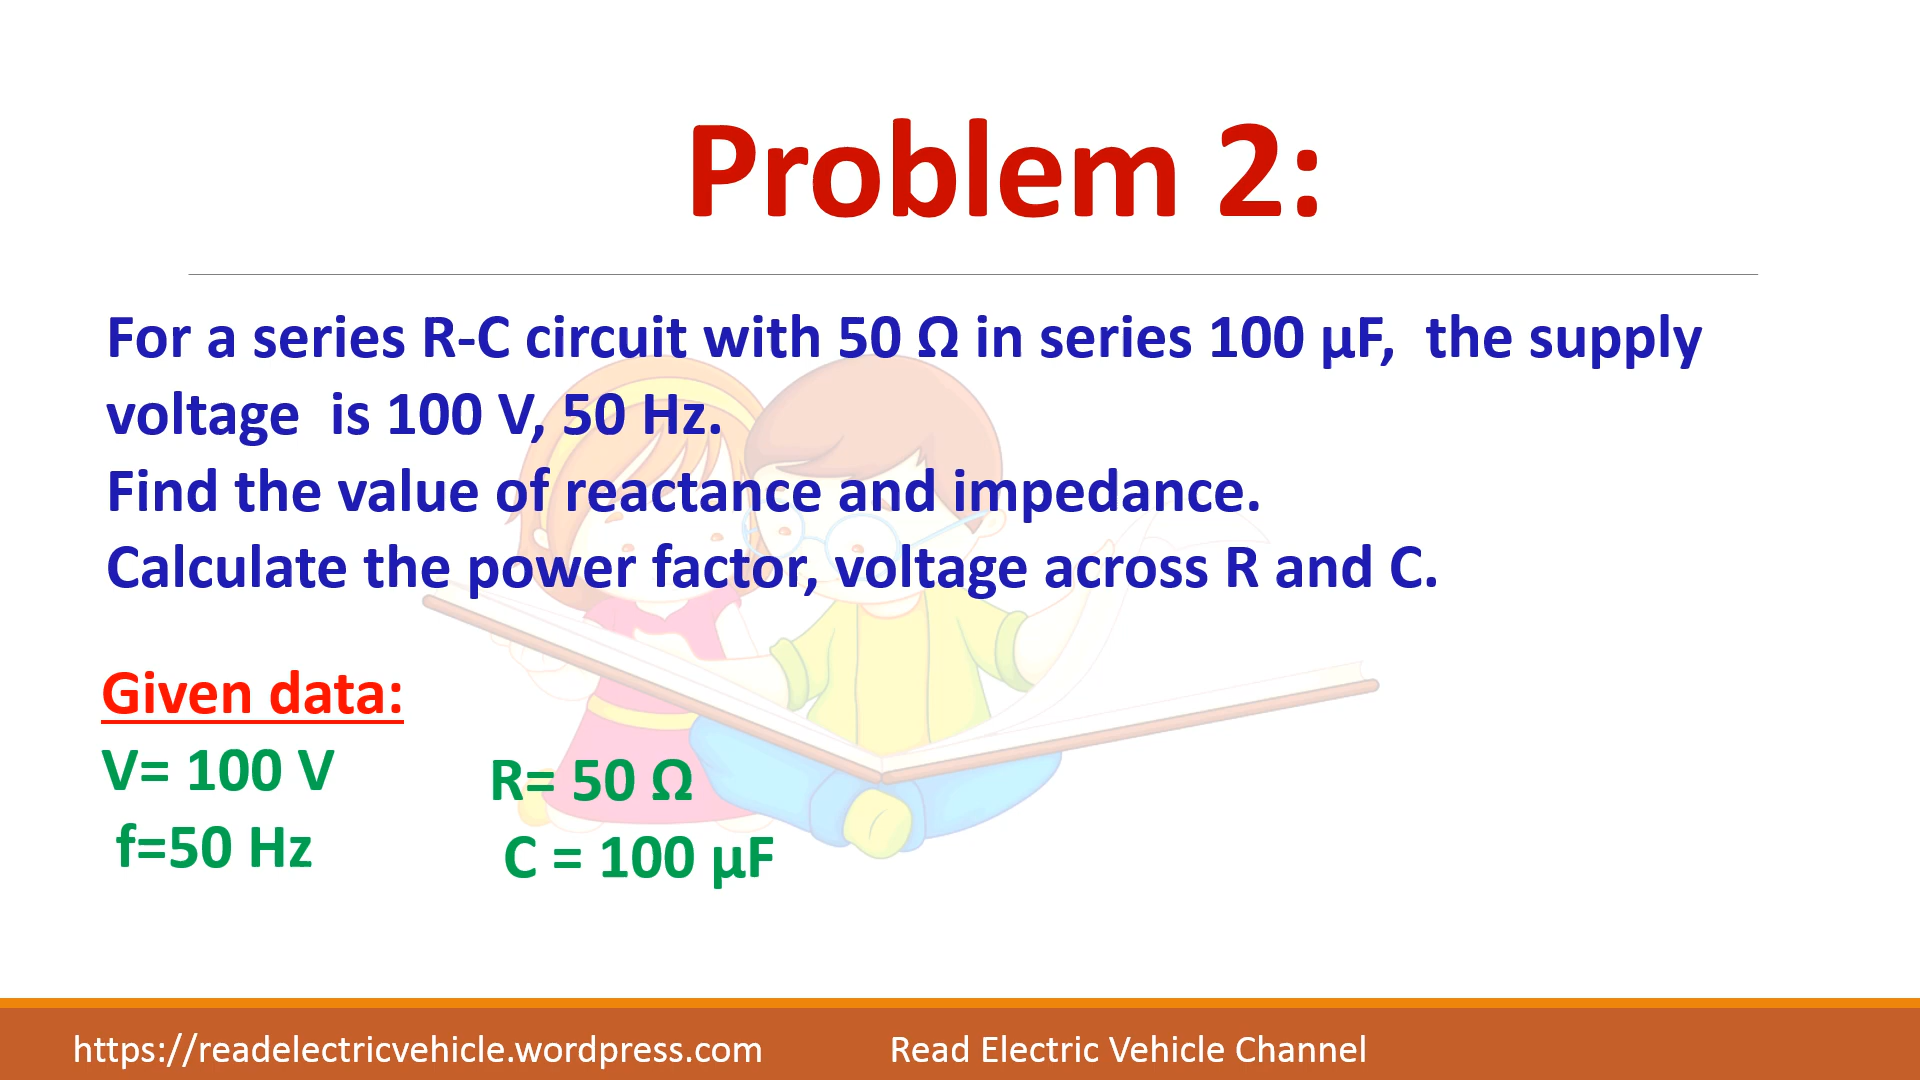 Problem 2:
For a series R-C circuit with 50 Ω in series 100 µF,  the supply
voltage  is 100 V, 50 Hz.
Find the value of reactance and impedance.
Calculate the power factor, voltage across R and C.
Given data:
V= 100 V
f=50 Hz
R= 50 Ω
C = 100 µF
https://readelectricvehicle.wordpress.com
Read Electric Vehicle Channel